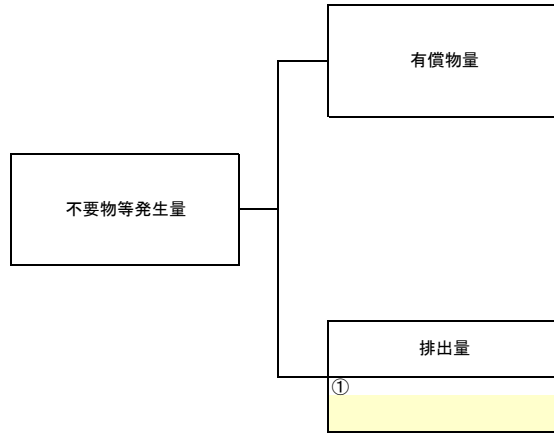 有償物量
不要物等発生量
排出量
①